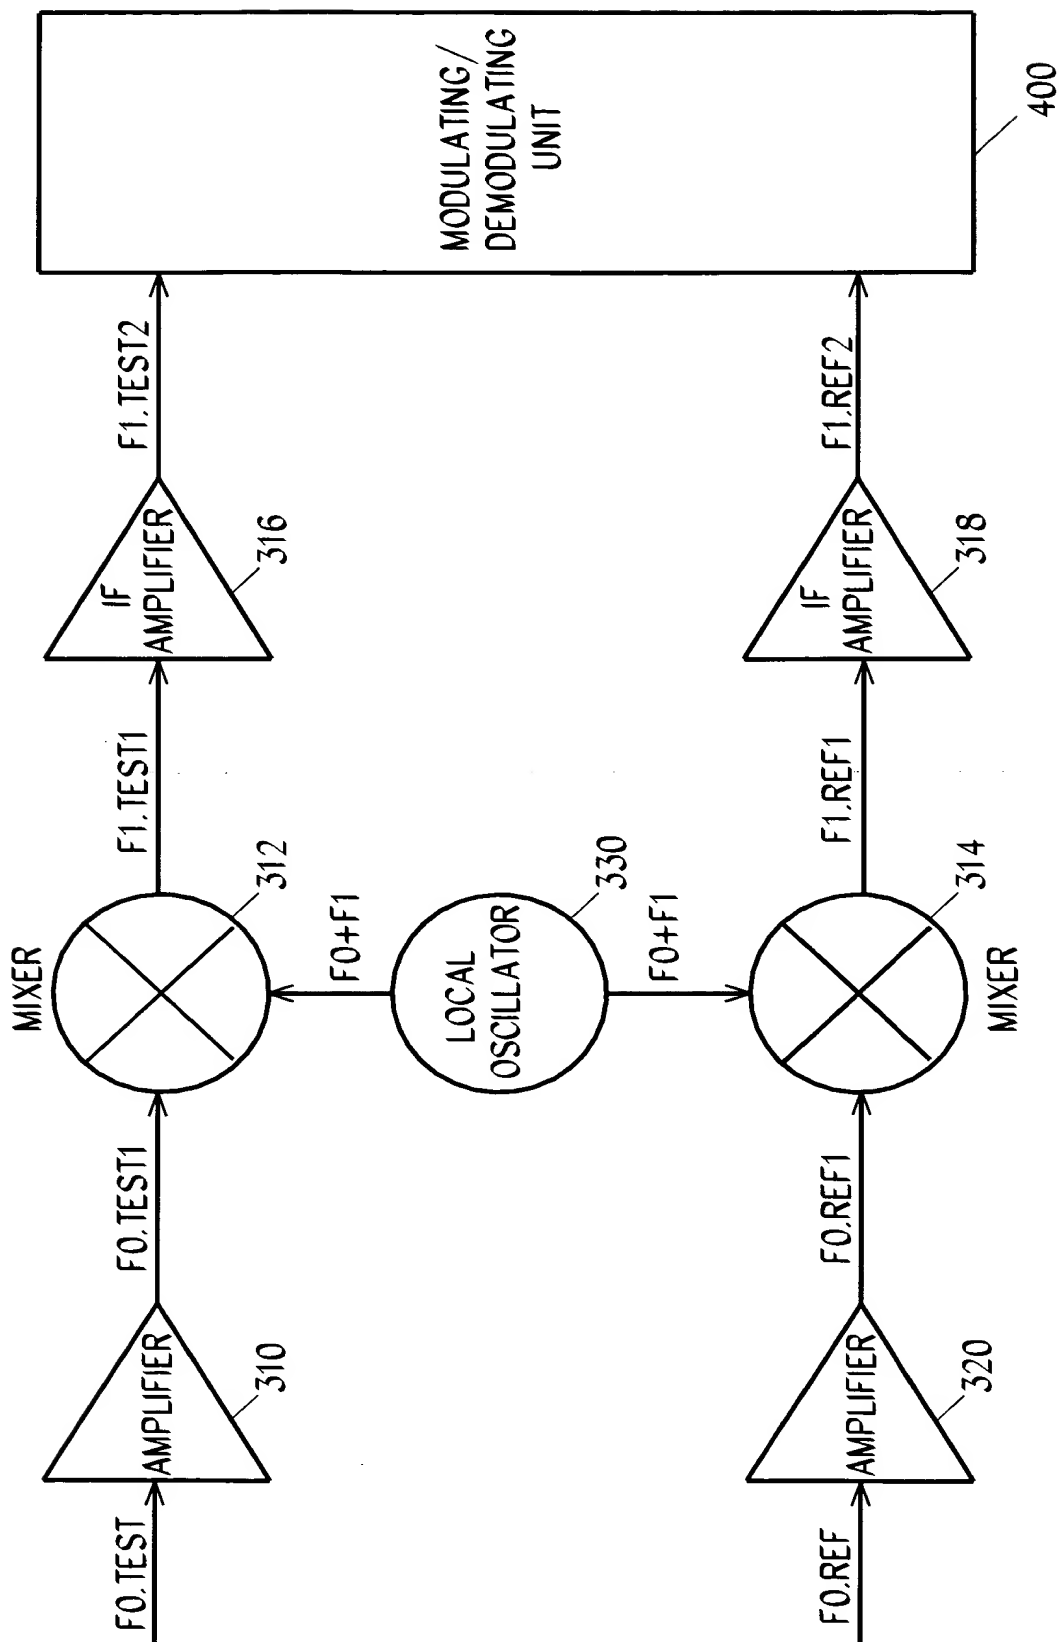 F0.TEST
AMPLIFIER
310
F0.TEST1
MIXER
312
F1.TEST1
IF
AMPLIFIER
316
F1.TEST2
MODULATING/
DEMODULATING
UNIT
400
F0+F1
LOCAL
OSCILLATOR
330
F0+F1
F0.REF
AMPLIFIER
320
F0.REF1
MIXER
314
F1.REF1
IF
AMPLIFIER
318
F1.REF2